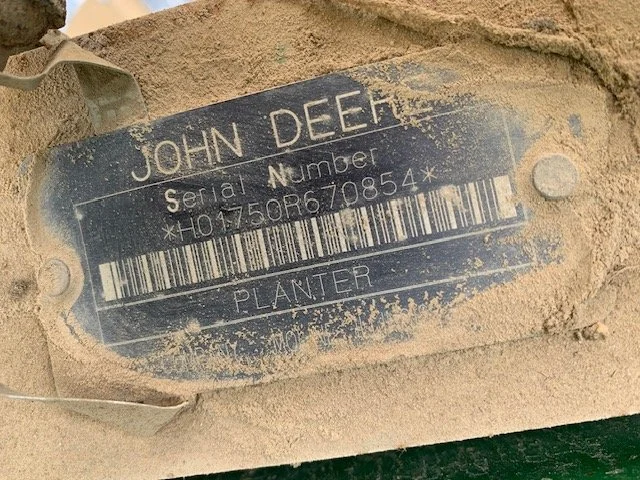 JOHN DEERE
Serial Number
*H01750R670854*
PLANTER